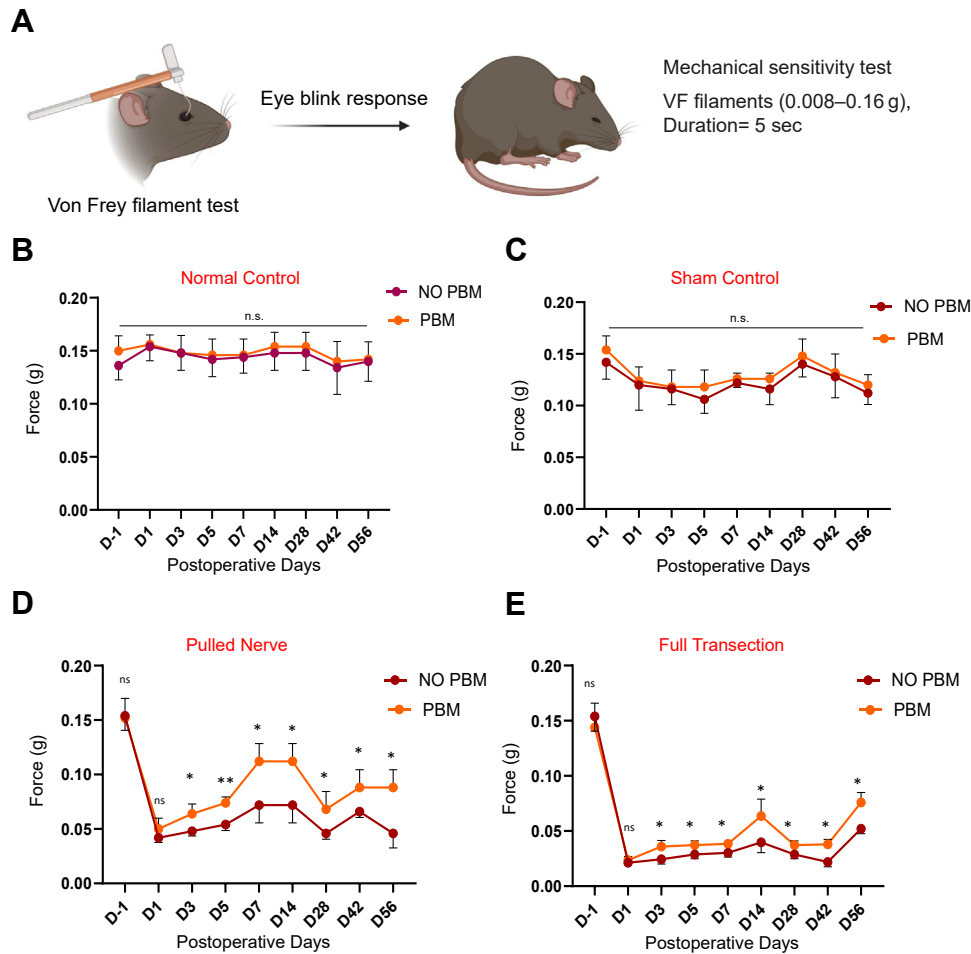 A
Eye blink response
Von Frey filament test
Mechanical sensitivity test
VF filaments (0.008–0.16 g),
Duration= 5 sec
B
Normal Control
NO PBM
PBM
n.s.
Force (g)
0.20
0.15
0.10
0.05
0.00
D-1 D1 D3 D5 D7 D14 D28 D42 D56
Postoperative Days
C
Sham Control
NO PBM
PBM
n.s.
Force (g)
0.20
0.15
0.10
0.05
0.00
D-1 D1 D3 D5 D7 D14 D28 D42 D56
Postoperative Days
D
Pulled Nerve
NO PBM
PBM
ns ns * ** * * * * *
Force (g)
0.20
0.15
0.10
0.05
0.00
D-1 D1 D3 D5 D7 D14 D28 D42 D56
Postoperative Days
E
Full Transection
NO PBM
PBM
ns ns * * * * * * *
Force (g)
0.20
0.15
0.10
0.05
0.00
D-1 D1 D3 D5 D7 D14 D28 D42 D56
Postoperative Days